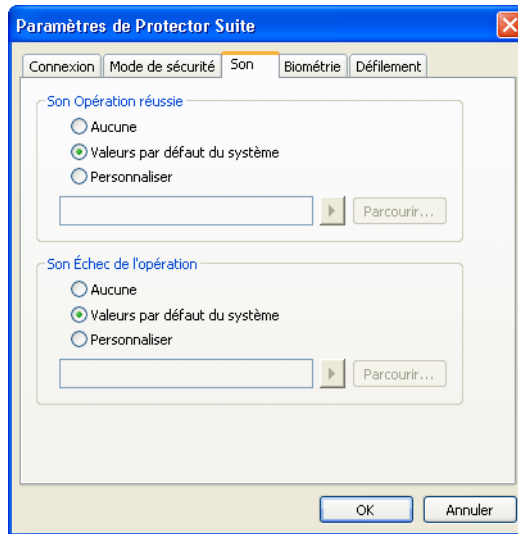 Paramètres de Protector Suite
Connexion Mode de sécurité Son Biométrie Défilement
Son Opération réussie
Aucune
Valeurs par défaut du système
Personnaliser
Parcourir...
Son Échec de l'opération
Aucune
Valeurs par défaut du système
Personnaliser
Parcourir...
OK Annuler